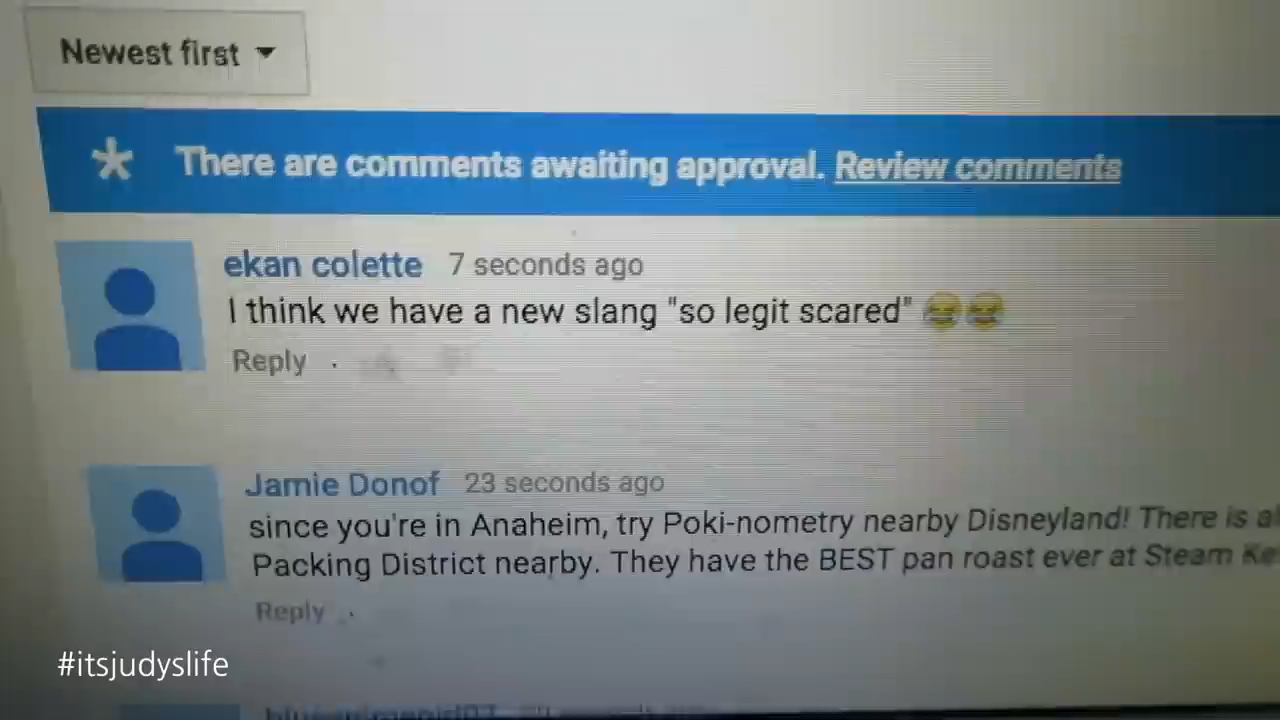 Newest first
* There are comments awaiting approval. Review comments
ekan colette 7 seconds ago
I think we have a new slang "so legit scared" 😂😂
Reply .
Jamie Donof 23 seconds ago
since you're in Anaheim, try Poki-nometry nearby Disneyland! There is
Packing District nearby. They have the BEST pan roast ever at Steam
Reply .
#itsjudyslife